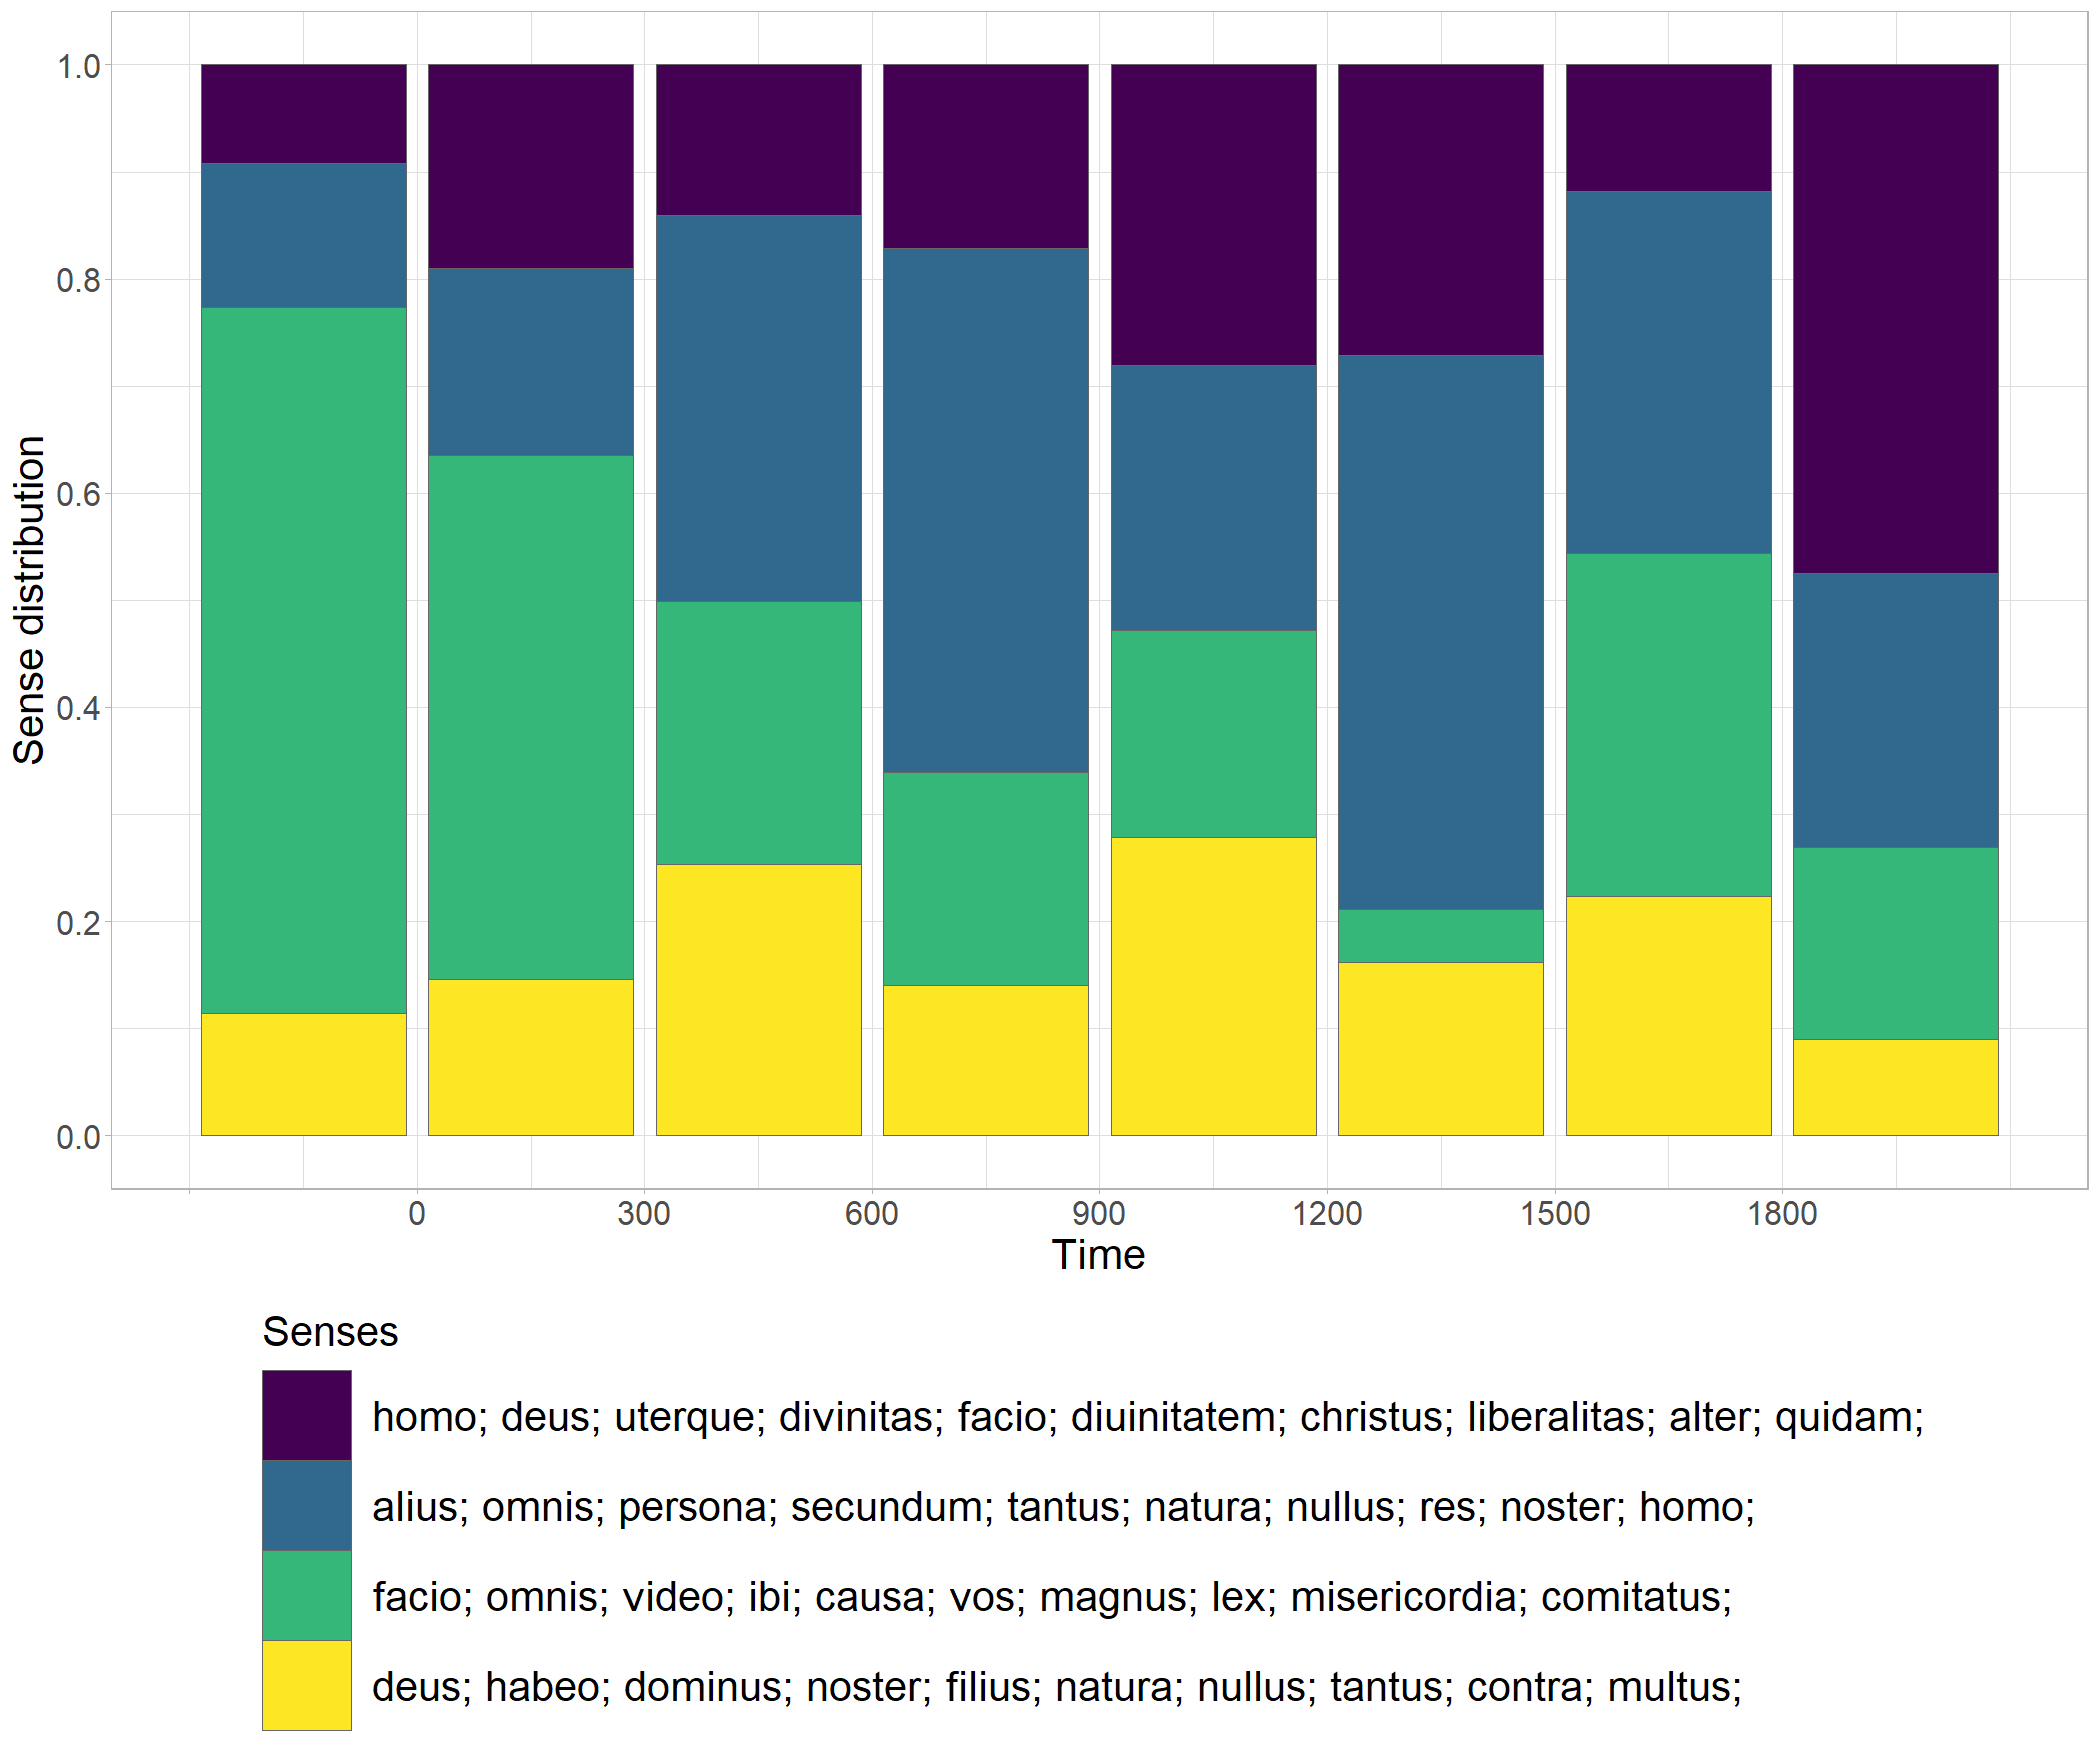 1.0
0.8
0.6
0.4
0.2
0.0
Sense distribution
0 300 600 900 1200 1500 1800
Time
Senses
homo; deus; uterque; divinitas; facio; diuinitatem; christus; liberalitas; alter; quidam;
alius; omnis; persona; secundum; tantus; natura; nullus; res; noster; homo;
facio; omnis; video; ibi; causa; vos; magnus; lex; misericordia; comitatus;
deus; habeo; dominus; noster; filius; natura; nullus; tantus; contra; multus;